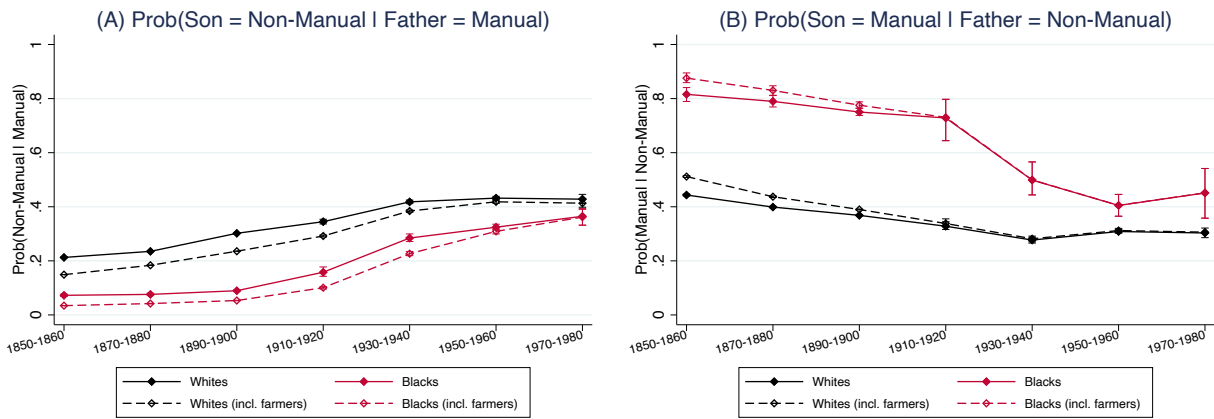 (A) Prob(Son = Non-Manual | Father = Manual)
Prob(Non-Manual | Manual)
1
.8
.6
.4
.2
0
1850-1860
1870-1880
1890-1900
1910-1920
1930-1940
1950-1960
1970-1980
Whites
Blacks
Whites (incl. farmers)
Blacks (incl. farmers)
(B) Prob(Son = Manual | Father = Non-Manual)
Prob(Manual | Non-Manual)
1
.8
.6
.4
.2
0
1850-1860
1870-1880
1890-1900
1910-1920
1930-1940
1950-1960
1970-1980
Whites
Blacks
Whites (incl. farmers)
Blacks (incl. farmers)